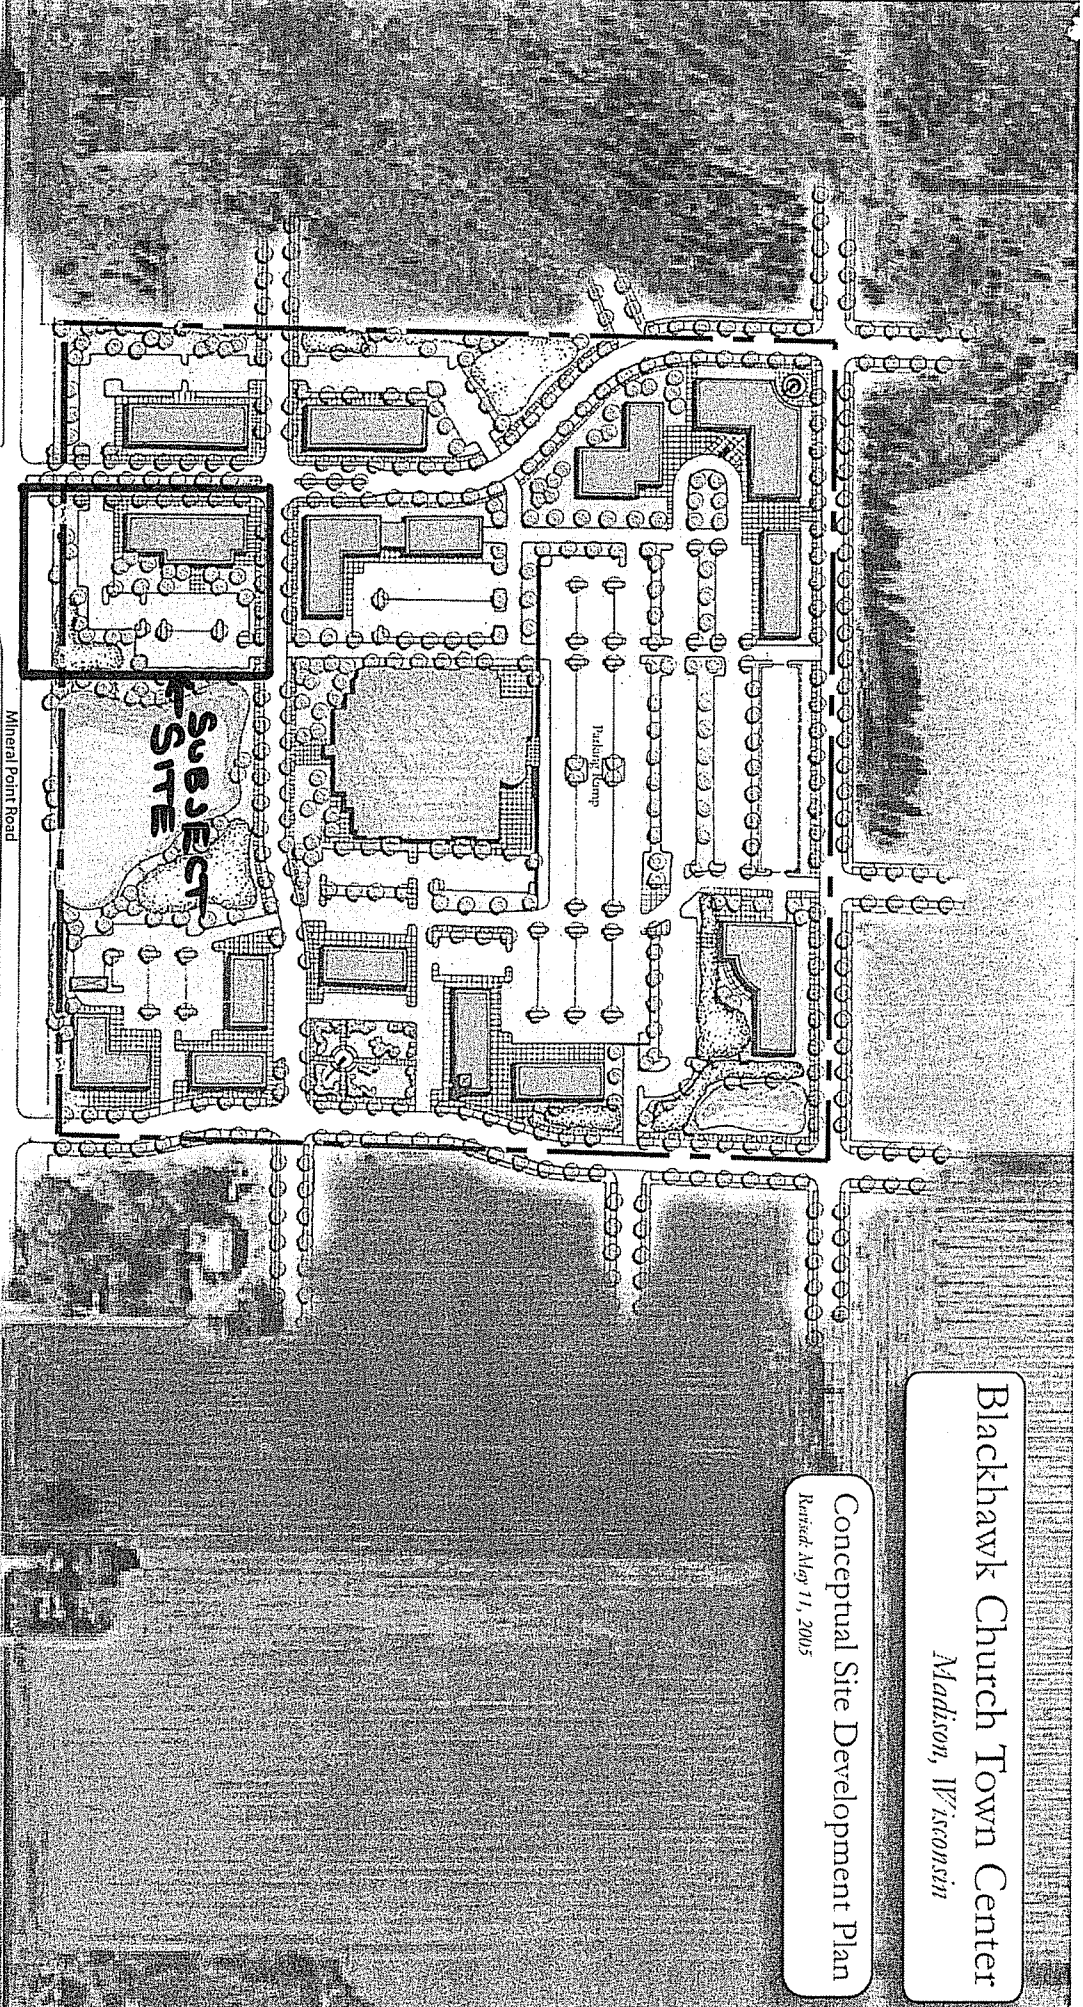 Blackhawk Church Town Center
Madison, Wisconsin
Conceptual Site Development Plan
Revised: May 11, 2005
Parking Ramp
SUBJECT
SITE
Mineral Point Road